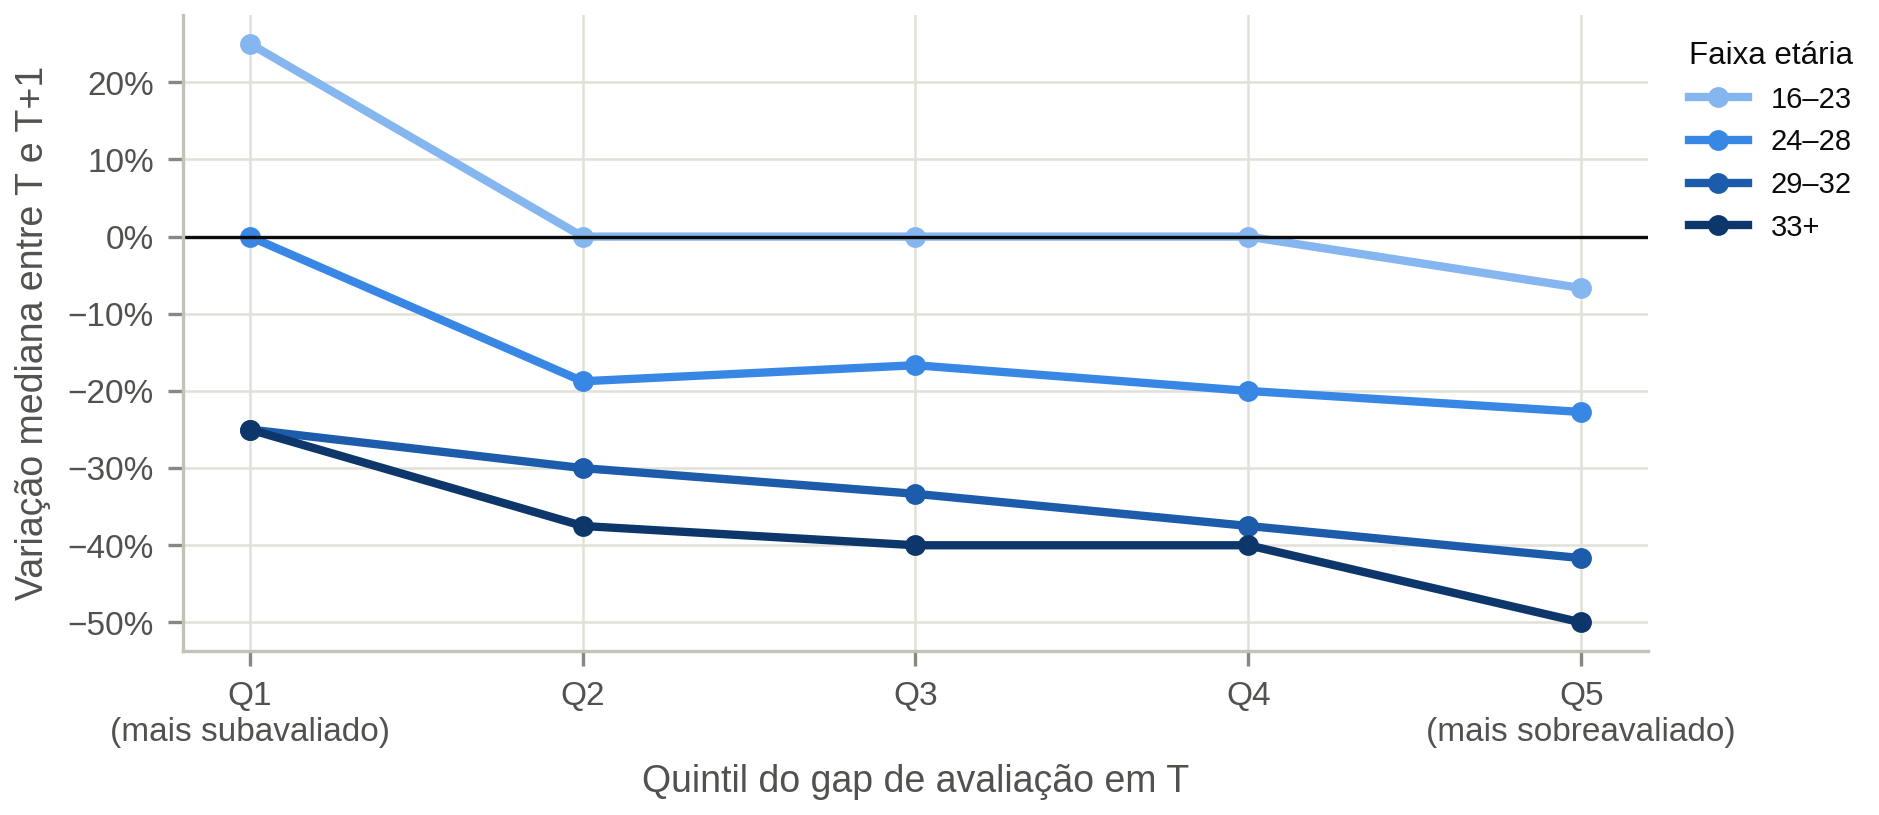 Variação mediana entre T e T+1
20%
10%
0%
−10%
−20%
−30%
−40%
−50%
Q1
(mais subavaliado)
Q2
Q3
Q4
Q5
(mais sobreavaliado)
Quintil do gap de avaliação em T
Faixa etária
16–23
24–28
29–32
33+